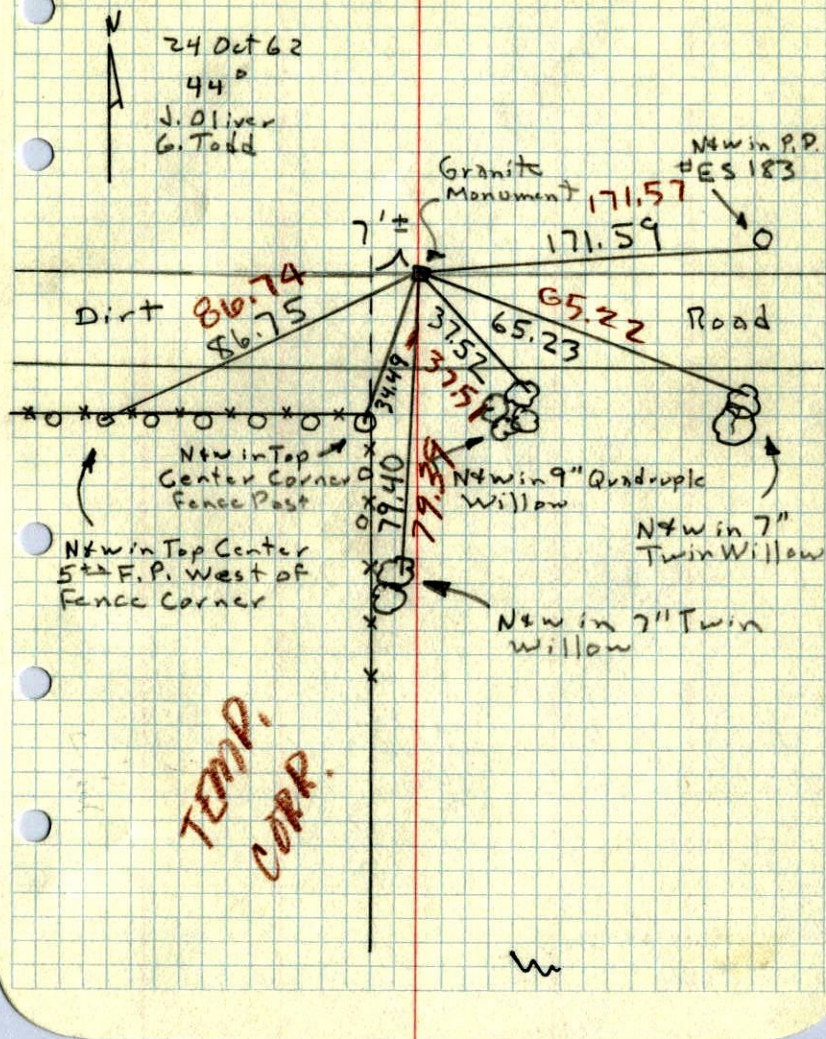 N
24 Oct 62
44°
J. Oliver
G. Todd
N&W in P.P.
#ES 183
Granite
Monument
171.57
171.59
7'±
86.74
86.75
Dirt
65.22
65.23
Road
37.52
37.51
34.49
79.40
79.39
N&W in Top
Center Corner
Fence Post
N&W in 9" Quadruple
Willow
N&W in 7"
Twin Willow
N&W in Top Center
5th F.P. West of
Fence Corner
N&W in 7" Twin
Willow
TEMP.
CORR.